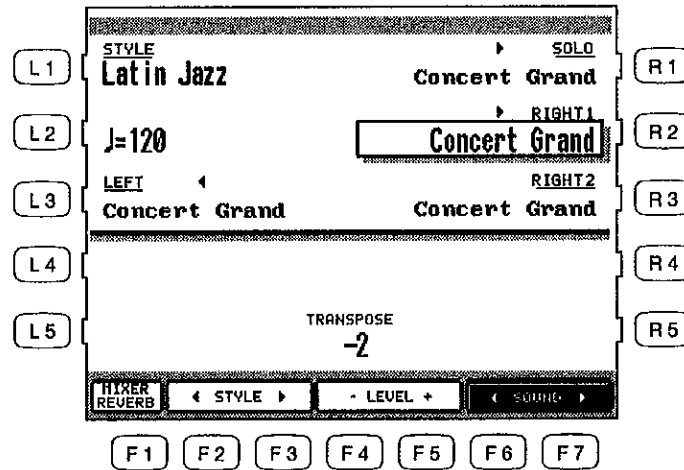 STYLE SOLO
L1 Latin Jazz Concert Grand R1
RIGHT1
L2 ♩=120 Concert Grand R2
LEFT RIGHT2
L3 Concert Grand Concert Grand R3
L4 R4
TRANSPOSE
L5 -2 R5
MIXER
REVERB STYLE - LEVEL + SOUND
F1 F2 F3 F4 F5 F6 F7